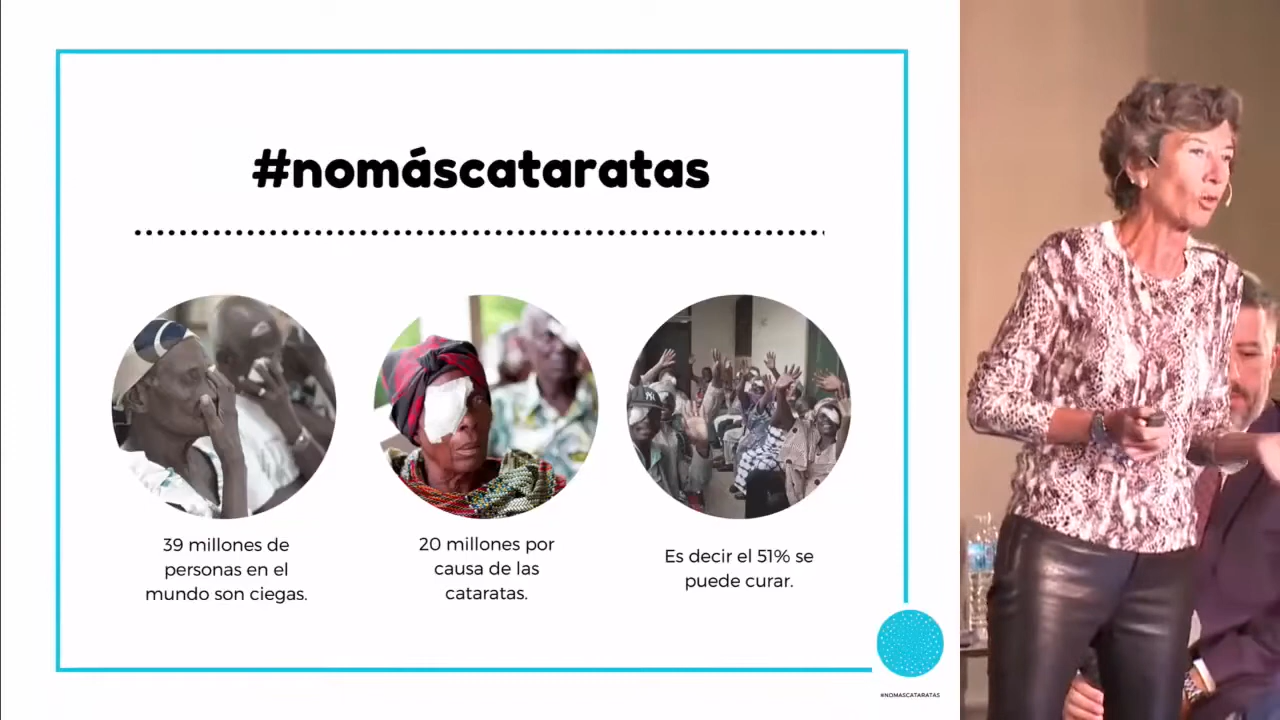 #nomáscataratas
39 millones de
personas en el
mundo son ciegas.
20 millones por
causa de las
cataratas.
Es decir el 51% se
puede curar.
#NOMASCATARATAS